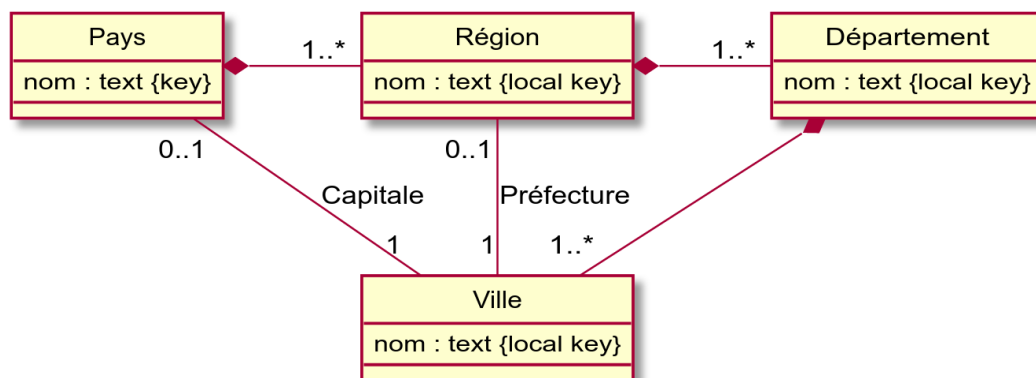 Pays
nom : text {key}
1..*
Région
nom : text {local key}
1..*
Département
nom : text {local key}
0..1
0..1
Capitale
Préfecture
1
1
1..*
Ville
nom : text {local key}